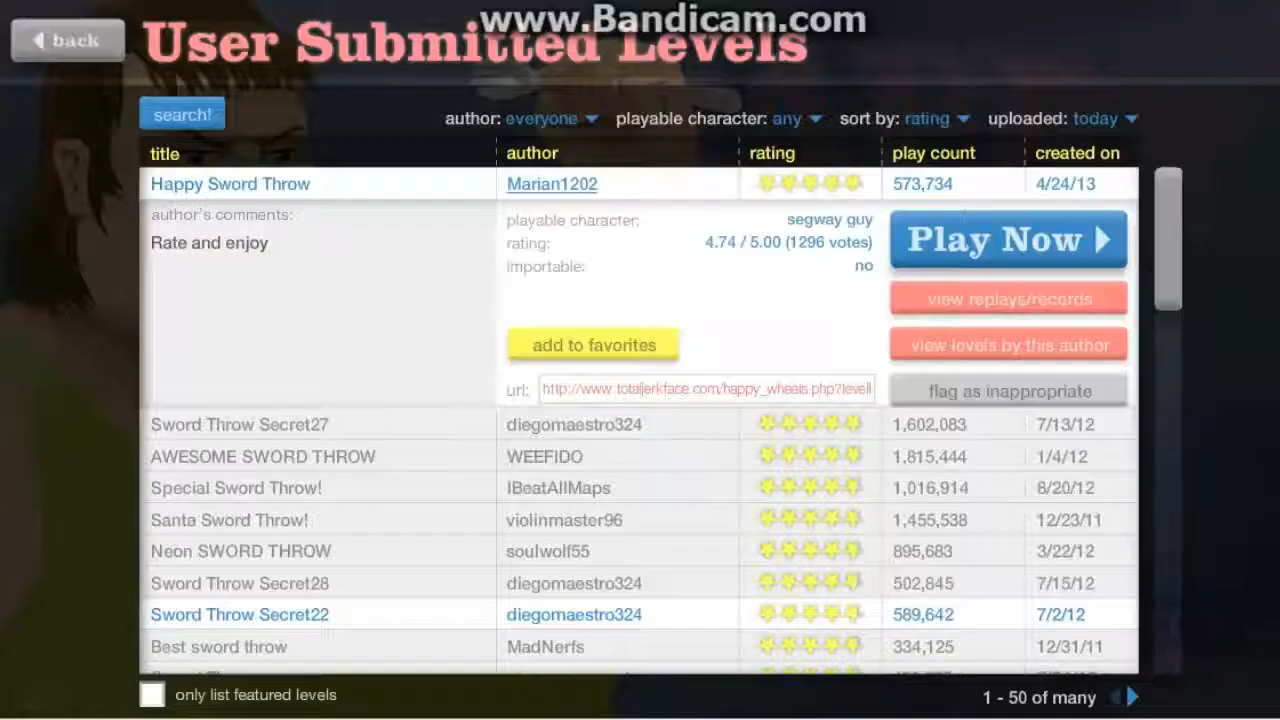 www.Bandicam.com
back
User Submitted Levels
search!
author: everyone playable character: any sort by: rating uploaded: today
title author rating play count created on
Happy Sword Throw Marian1202 573,734 4/24/13
author's comments: playable character: segway guy
Rate and enjoy rating: 4.74 / 5.00 (1296 votes) Play Now
importable: no
view replays/records
add to favorites view levels by this author
url: http://www.totaljerkface.com/happy_wheels.php?levelI flag as inappropriate
Sword Throw Secret27 diegomaestro324 1,602,083 7/13/12
AWESOME SWORD THROW WEEFIDO 1,815,444 1/4/12
Special Sword Throw! IBeatAllMaps 1,016,914 8/20/12
Santa Sword Throw! violinmaster96 1,455,538 12/23/11
Neon SWORD THROW soulwolf55 895,683 3/22/12
Sword Throw Secret28 diegomaestro324 502,845 7/15/12
Sword Throw Secret22 diegomaestro324 589,642 7/2/12
Best sword throw MadNerfs 334,125 12/31/11
only list featured levels 1 - 50 of many